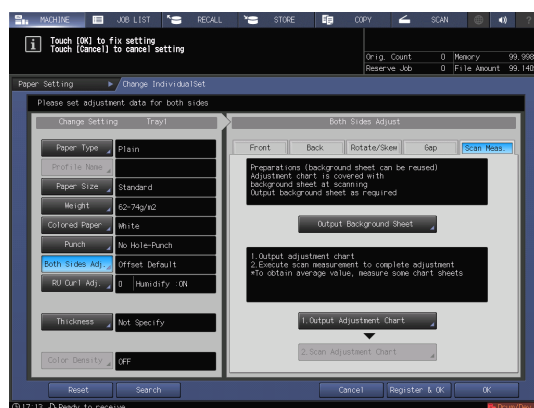 MACHINE JOB LIST RECALL STORE COPY SCAN
Touch [OK] to fix setting
Touch [Cancel] to cancel setting
Orig. Count 0 Memory 99.998
Reserve Job 0 File Amount 99.140
Paper Setting Change IndividualSet
Please set adjustment data for both sides
Change Setting Tray1
Both Sides Adjust
Paper Type Plain
Profile Name
Paper Size Standard
Weight 62-74g/m2
Colored Paper White
Punch No Hole-Punch
Both Sides Adj. Offset Default
RU Curl Adj. 0 Humidify :ON
Thickness Not Specify
Color Density OFF
Front Back Rotate/Skew Gap Scan Meas.
Preparations (background sheet can be reused)
Adjustment chart is covered with
background sheet at scanning
Output background sheet as required
Output Background Sheet
1.Output adjustment chart
2.Execute scan measurement to complete adjustment
*To obtain average value, measure some chart sheets
1.Output Adjustment Chart
2.Scan Adjustment Chart
Reset Search Cancel Register & OK OK